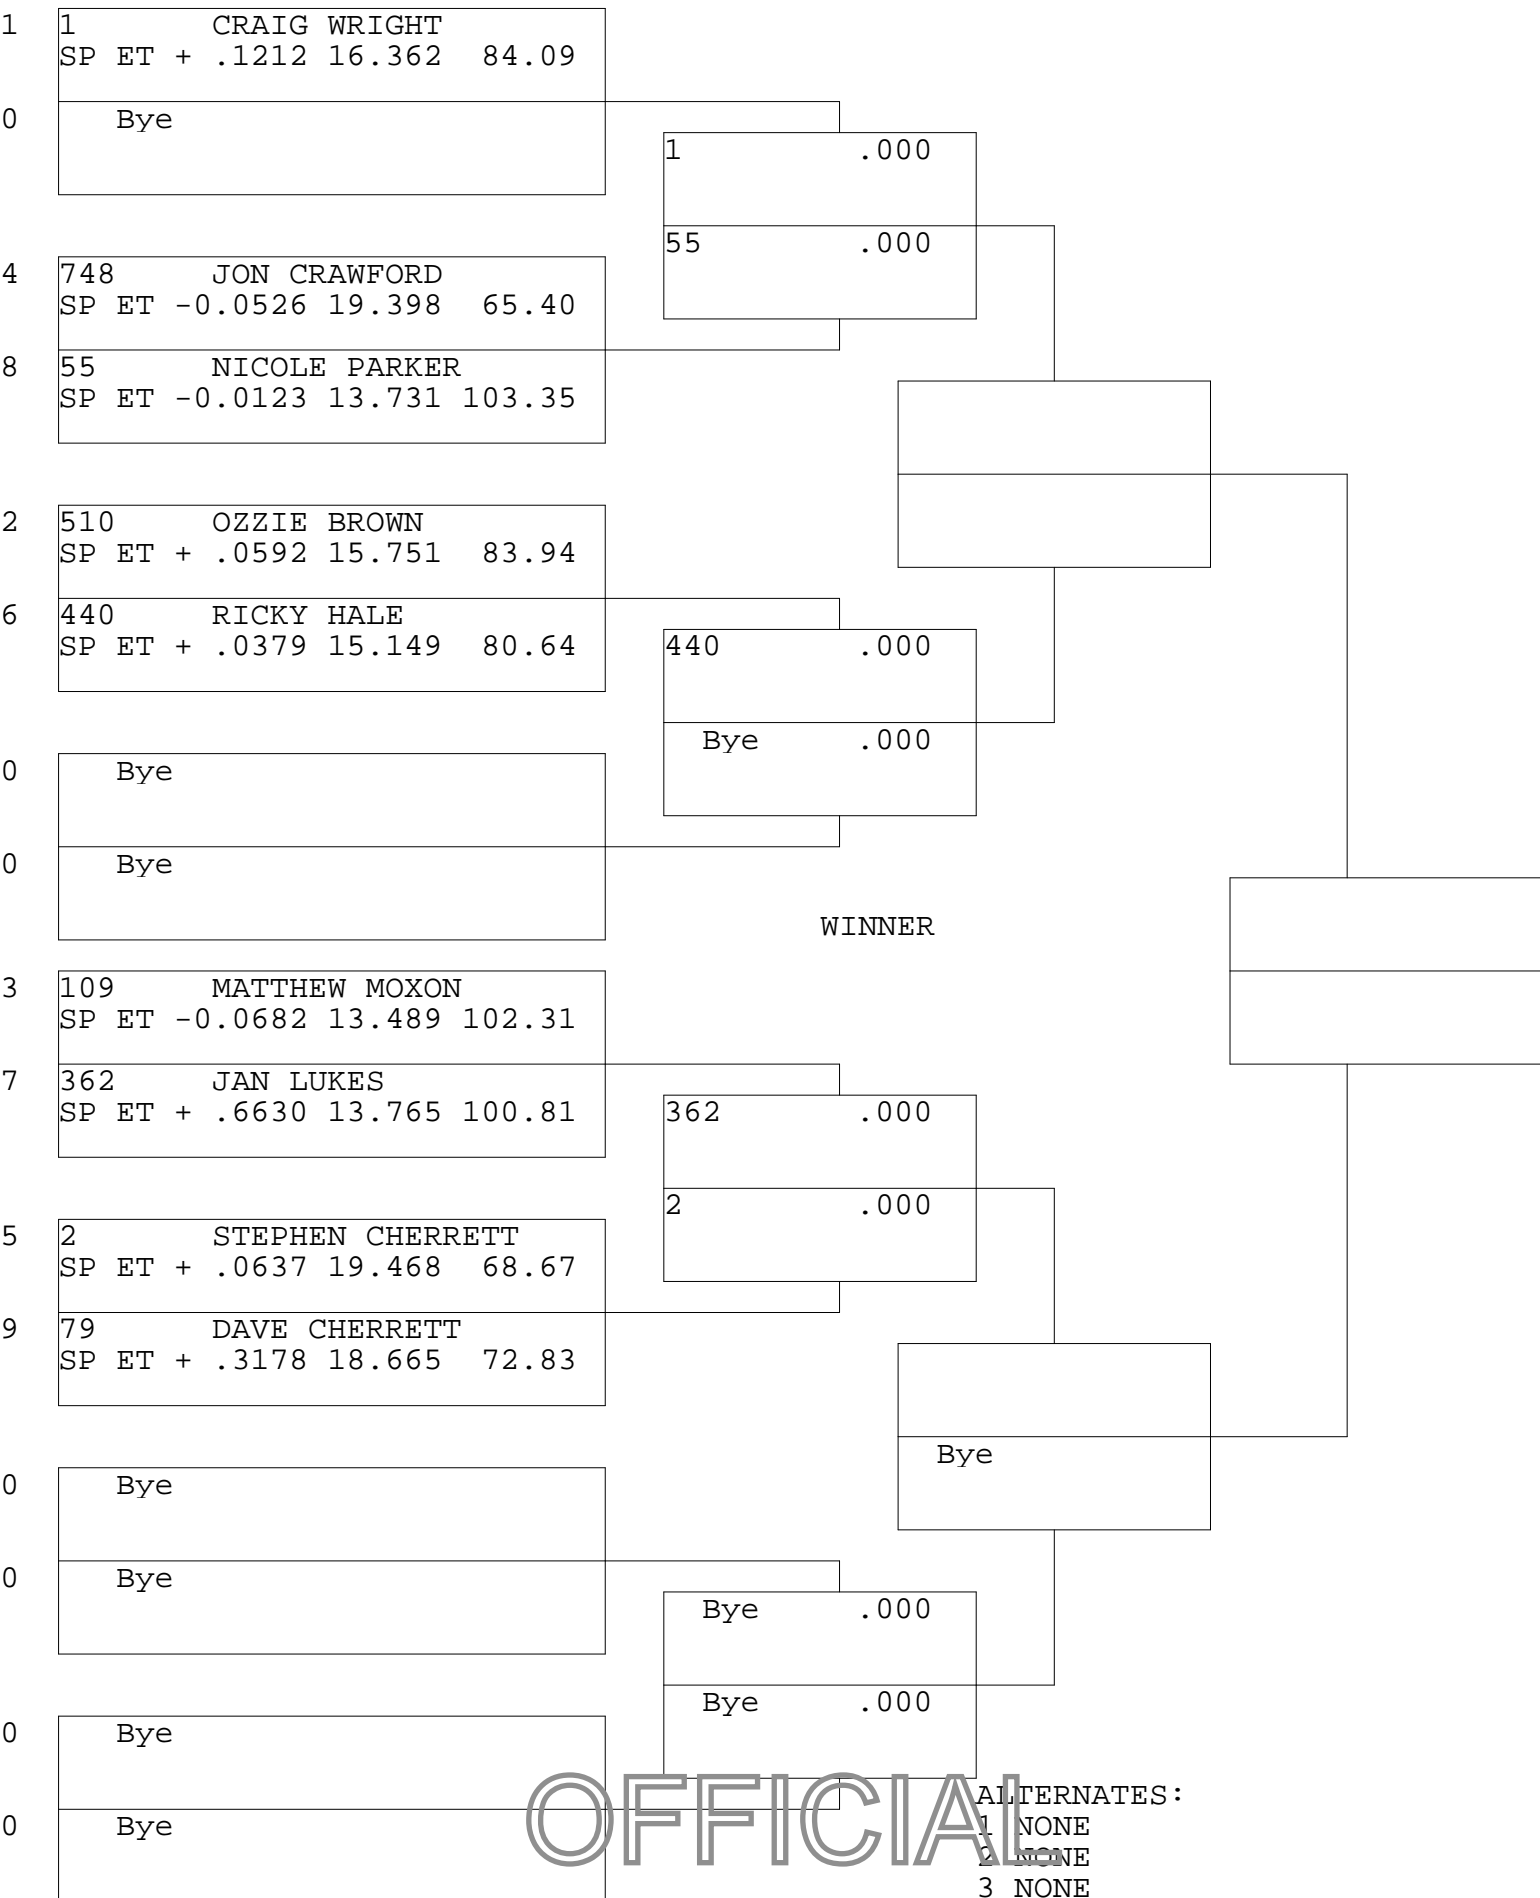 1 1 CRAIG WRIGHT
SP ET + .1212 16.362 84.09
0 Bye
1 .000
55 .000
4 748 JON CRAWFORD
SP ET -0.0526 19.398 65.40
8 55 NICOLE PARKER
SP ET -0.0123 13.731 103.35
2 510 OZZIE BROWN
SP ET + .0592 15.751 83.94
6 440 RICKY HALE
SP ET + .0379 15.149 80.64
440 .000
Bye .000
0 Bye
0 Bye
WINNER
3 109 MATTHEW MOXON
SP ET -0.0682 13.489 102.31
7 362 JAN LUKES
SP ET + .6630 13.765 100.81
362 .000
2 .000
5 2 STEPHEN CHERRETT
SP ET + .0637 19.468 68.67
9 79 DAVE CHERRETT
SP ET + .3178 18.665 72.83
Bye
0 Bye
0 Bye
Bye .000
Bye .000
0 Bye
0 Bye
OFFICIAL
ALTERNATES:
1 NONE
2 NONE
3 NONE